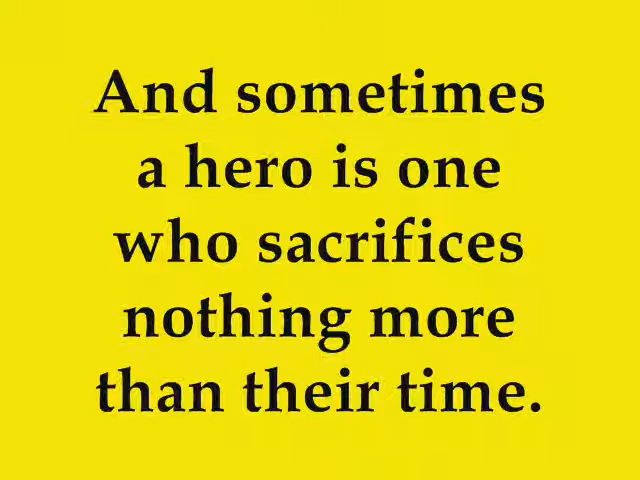 And sometimes
a hero is one
who sacrifices
nothing more
than their time.